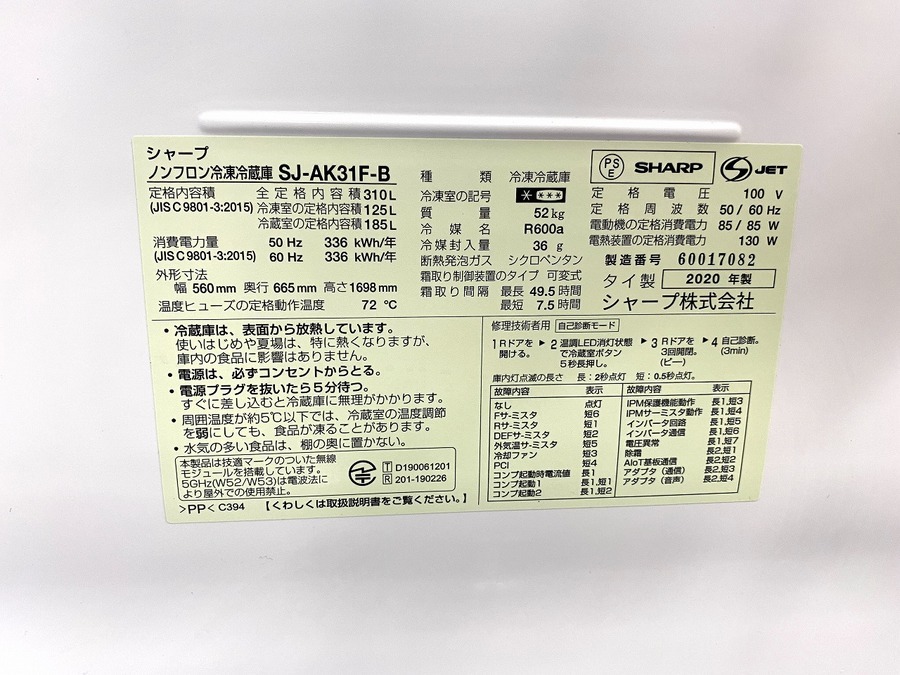 シャープ
ノンフロン冷凍冷蔵庫 SJ-AK31F-B
定格内容積 全定格内容積 310L
(JIS C 9801-3:2015) 冷凍室の定格内容積 125L
冷蔵室の定格内容積 185L
消費電力量 50 Hz 336 kWh/年
(JIS C 9801-3:2015) 60 Hz 336 kWh/年
外形寸法
幅 560mm 奥行 665mm 高さ1698mm
温度ヒューズの定格動作温度 72 ℃
種類 冷凍冷蔵庫
冷凍室の記号
質量 52kg
冷媒名 R600a
冷媒封入量 36g
断熱発泡ガス シクロペンタン
霜取り制御装置のタイプ 可変式
霜取り間隔 最長 49.5時間
最短 7.5時間
PSE SHARP JET
定格電圧 100 V
定格周波数 50/60 Hz
電動機の定格消費電力 85/85 W
電熱装置の定格消費電力 130 W
製造番号 60017082
タイ製 2020 年製
シャープ株式会社
・冷蔵庫は、表面から放熱しています。
使いはじめや夏場は、特に熱くなりますが、
庫内の食品に影響はありません。
・電源は、必ずコンセントからとる。
・電源プラグを抜いたら5分待つ。
すぐに差し込むと冷蔵庫に無理がかかります。
・周囲温度が約5℃以下では、冷蔵室の温度調節
を弱にしても、食品が凍ることがあります。
・水気の多い食品は、棚の奥に置かない。
本製品は技適マークのついた無線
モジュールを搭載しています。
5GHz(W52/W53)は電波法に
より屋外での使用禁止。
T D190061201
R 201-190226
>PP< C394 【くわしくは取扱説明書をご覧ください。】
修理技術者用 自己診断モード
1 Rドアを開ける。 ▶ 2 温調LED消灯状態で冷蔵室ボタン5秒長押し。 ▶ 3 Rドアを3回開閉。(ピー) ▶ 4 自己診断。(3min)
庫内灯点滅の長さ 長：2秒点灯 短：0.5秒点灯。
故障内容 表示
なし 点灯
Fサーミスタ 短6
Rサーミスタ 短1
DEFサーミスタ 短2
外気温サーミスタ 短5
冷却ファン 短3
PCI 短4
コンプ起動時電流値 長1
コンプ起動1 長1、短1
コンプ起動2 長1、短2
故障内容 表示
IPM保護機能動作 長1、短3
IPMサーミスタ動作 長1、短4
インバータ回路 長1、短5
インバータ通信 長1、短6
電圧異常 長1、短7
除霜 長2、短1
AIoT基板通信 長2、短2
アダプタ（通信） 長2、短3
アダプタ（音声） 長2、短4